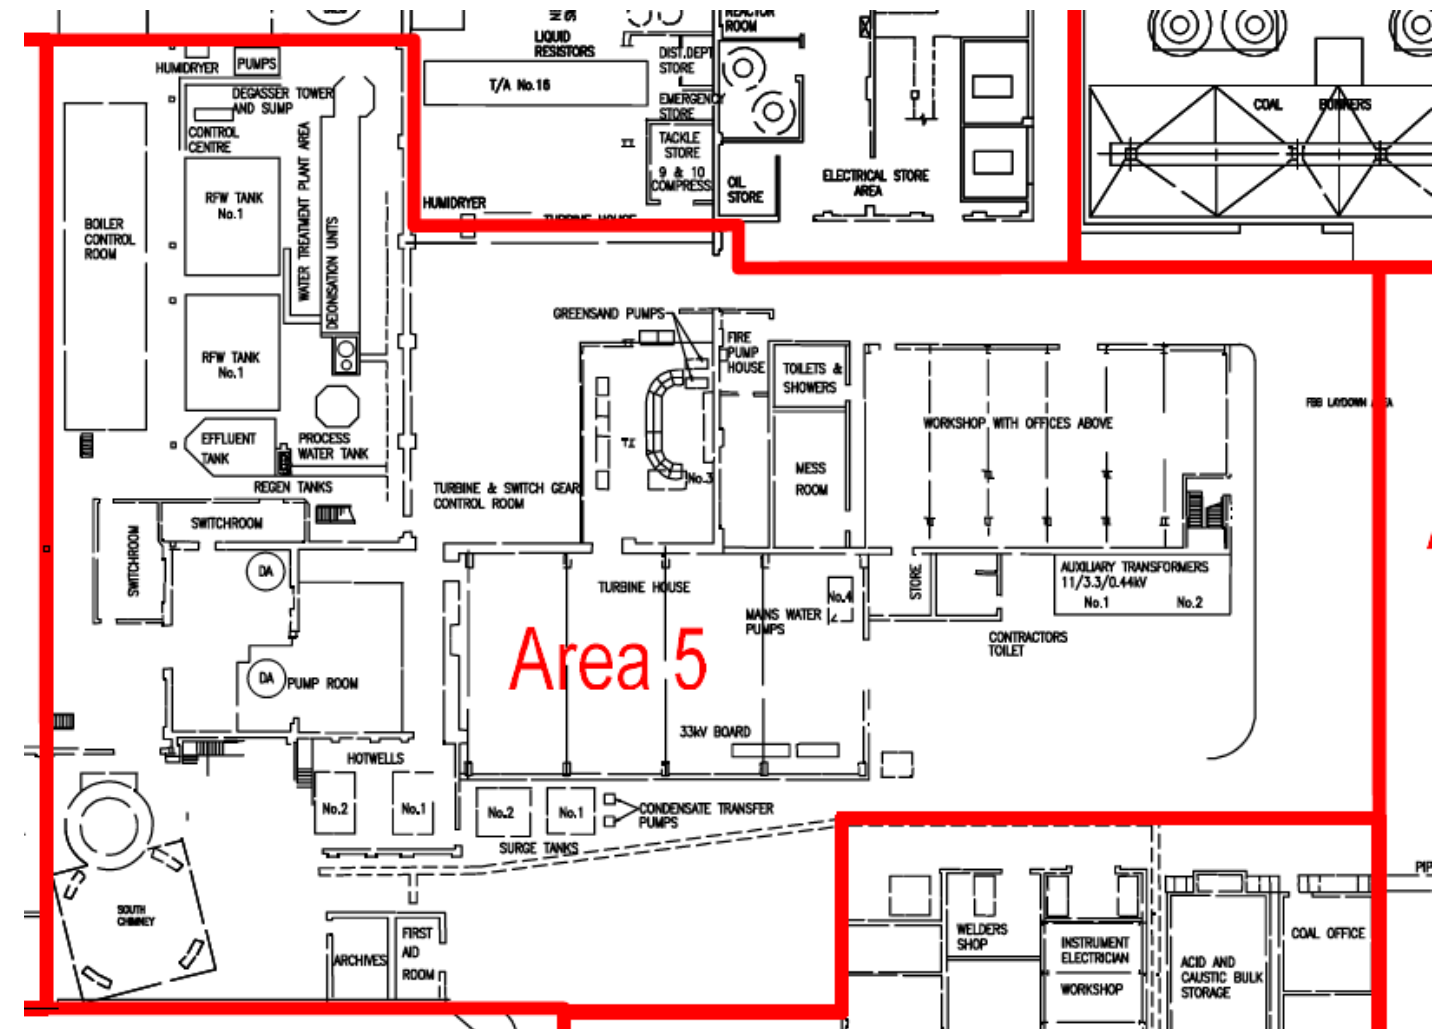 REACTOR
ROOM
LIQUID
RESISTORS
DIST.DEPT
STORE
HUMIDRYER
PUMPS
T/A No.16
DEGASSER TOWER
AND SUMP
EMERGENCY
STORE
COAL BUNKERS
CONTROL
CENTRE
TACKLE
STORE
9 & 10
COMPRESS
OIL
STORE
ELECTRICAL STORE
AREA
WATER TREATMENT PLANT AREA
DEIONISATION UNITS
RFW TANK
No.1
HUMIDRYER
TURBINE HOUSE
BOILER
CONTROL
ROOM
GREENSAND PUMPS
FIRE
PUMP
HOUSE
RFW TANK
No.1
TOILETS &
SHOWERS
FBB LAYDOWN AREA
WORKSHOP WITH OFFICES ABOVE
EFFLUENT
TANK
PROCESS
WATER TANK
MESS
ROOM
No.3
REGEN TANKS
TURBINE & SWITCH GEAR
CONTROL ROOM
SWITCHROOM
SWITCHROOM
DA
TURBINE HOUSE
No.4
MAINS WATER
PUMPS
STORE
AUXILIARY TRANSFORMERS
11/3.3/0.44kV
No.1 No.2
CONTRACTORS
TOILET
Area 5
DA
PUMP ROOM
33kV BOARD
HOTWELLS
No.2
No.1
No.2
No.1
CONDENSATE TRANSFER
PUMPS
SURGE TANKS
PIP
SOUTH
CHIMNEY
FIRST
AID
ROOM
ARCHIVES
WELDERS
SHOP
INSTRUMENT
ELECTRICIAN
WORKSHOP
ACID AND
CAUSTIC BULK
STORAGE
COAL OFFICE